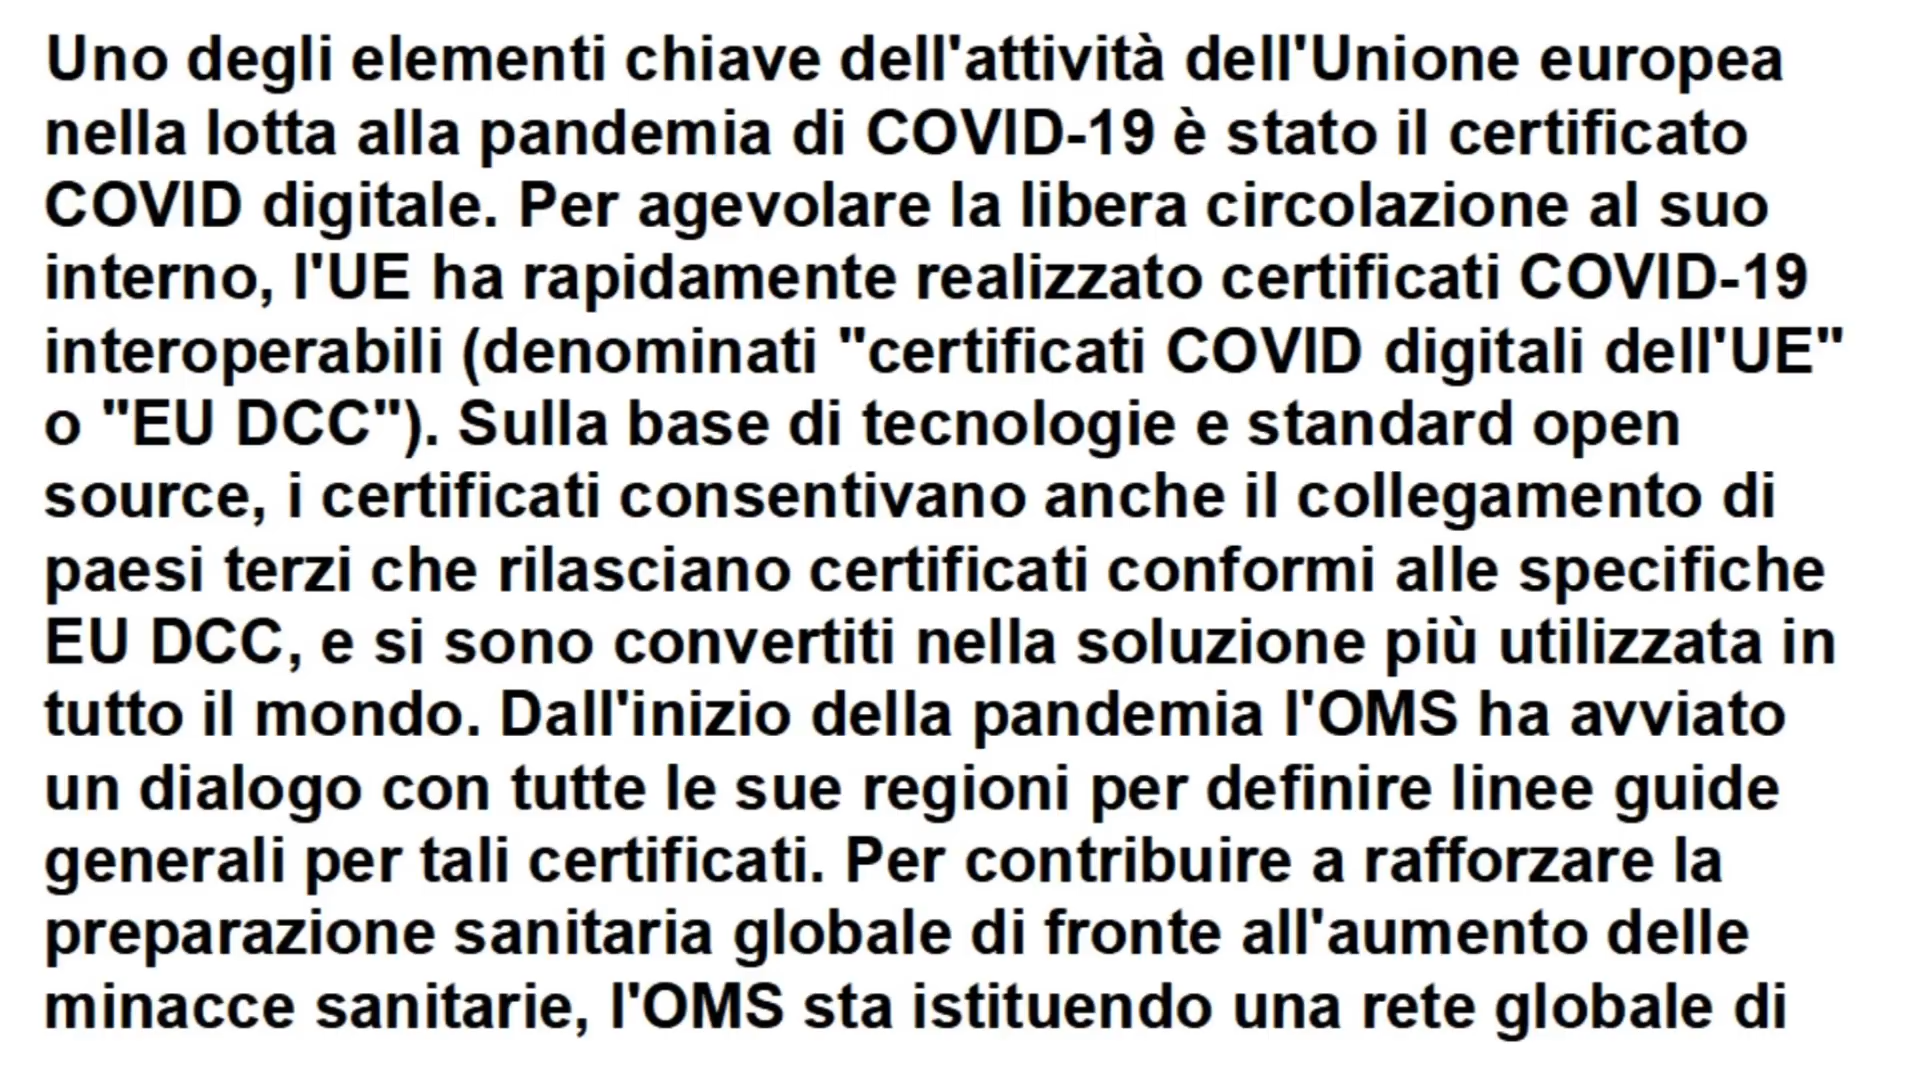 Uno degli elementi chiave dell'attività dell'Unione europea
nella lotta alla pandemia di COVID-19 è stato il certificato
COVID digitale. Per agevolare la libera circolazione al suo
interno, l'UE ha rapidamente realizzato certificati COVID-19
interoperabili (denominati "certificati COVID digitali dell'UE"
o "EU DCC"). Sulla base di tecnologie e standard open
source, i certificati consentivano anche il collegamento di
paesi terzi che rilasciano certificati conformi alle specifiche
EU DCC, e si sono convertiti nella soluzione più utilizzata in
tutto il mondo. Dall'inizio della pandemia l'OMS ha avviato
un dialogo con tutte le sue regioni per definire linee guide
generali per tali certificati. Per contribuire a rafforzare la
preparazione sanitaria globale di fronte all'aumento delle
minacce sanitarie, l'OMS sta istituendo una rete globale di